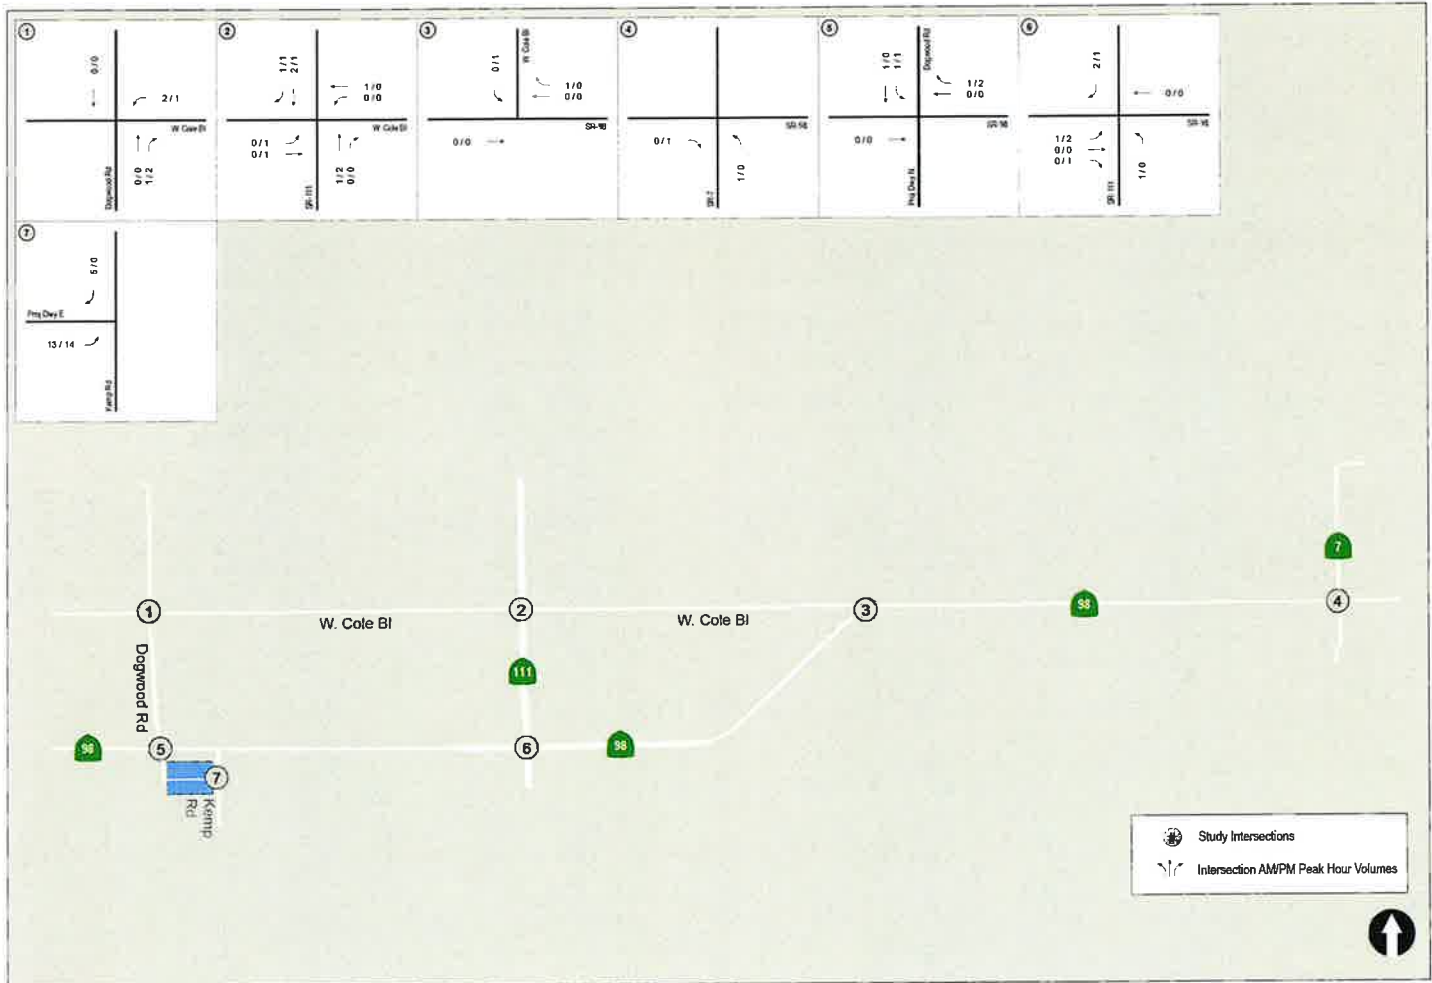 1
0 / 0
2 / 1
W. Cole Bl
0 / 0
1 / 2
Dogwood Rd
2
1 / 1
2 / 1
1 / 0
0 / 0
W. Cole Bl
0 / 1
0 / 1
1 / 2
0 / 0
SR-111
3
0 / 1
W. Cole Bl
1 / 0
0 / 0
SR-98
0 / 0
4
SR-98
0 / 1
1 / 0
SR-7
5
1 / 0
1 / 1
Dogwood Rd
1 / 2
0 / 0
SR-98
0 / 0
Proj Dwy N
6
2 / 1
0 / 0
SR-98
1 / 2
0 / 0
0 / 1
1 / 0
SR-111
7
5 / 0
Proj Dwy E
13 / 14
Kemp Rd
7
1
W. Cole Bl
2
W. Cole Bl
3
98
4
Dogwood Rd
111
98
5
6
98
7
Kemp
Rd
Study Intersections
Intersection AM/PM Peak Hour Volumes